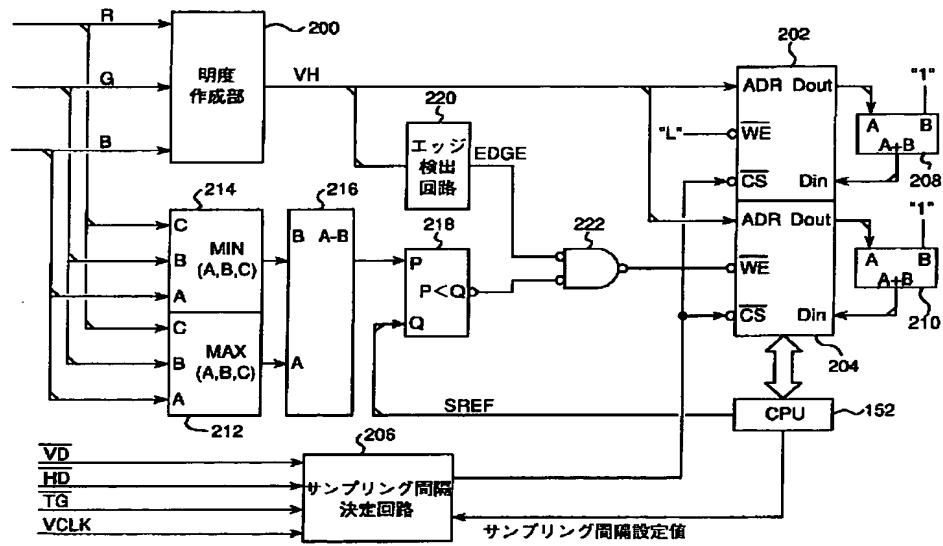 R
G
B
200
明度
作成部
VH
220
エッジ
検出
回路
EDGE
202
ADR Dout
"L"
WE
CS Din
"1"
A B
A+B
208
214
C
B
A
MIN
(A,B,C)
216
B A-B
A
C
B
A
MAX
(A,B,C)
212
218
P
P<Q
Q
222
ADR Dout
WE
CS Din
204
"1"
A B
A+B
210
SREF
CPU
152
VD
HD
TG
VCLK
206
サンプリング間隔
決定回路
サンプリング間隔設定値